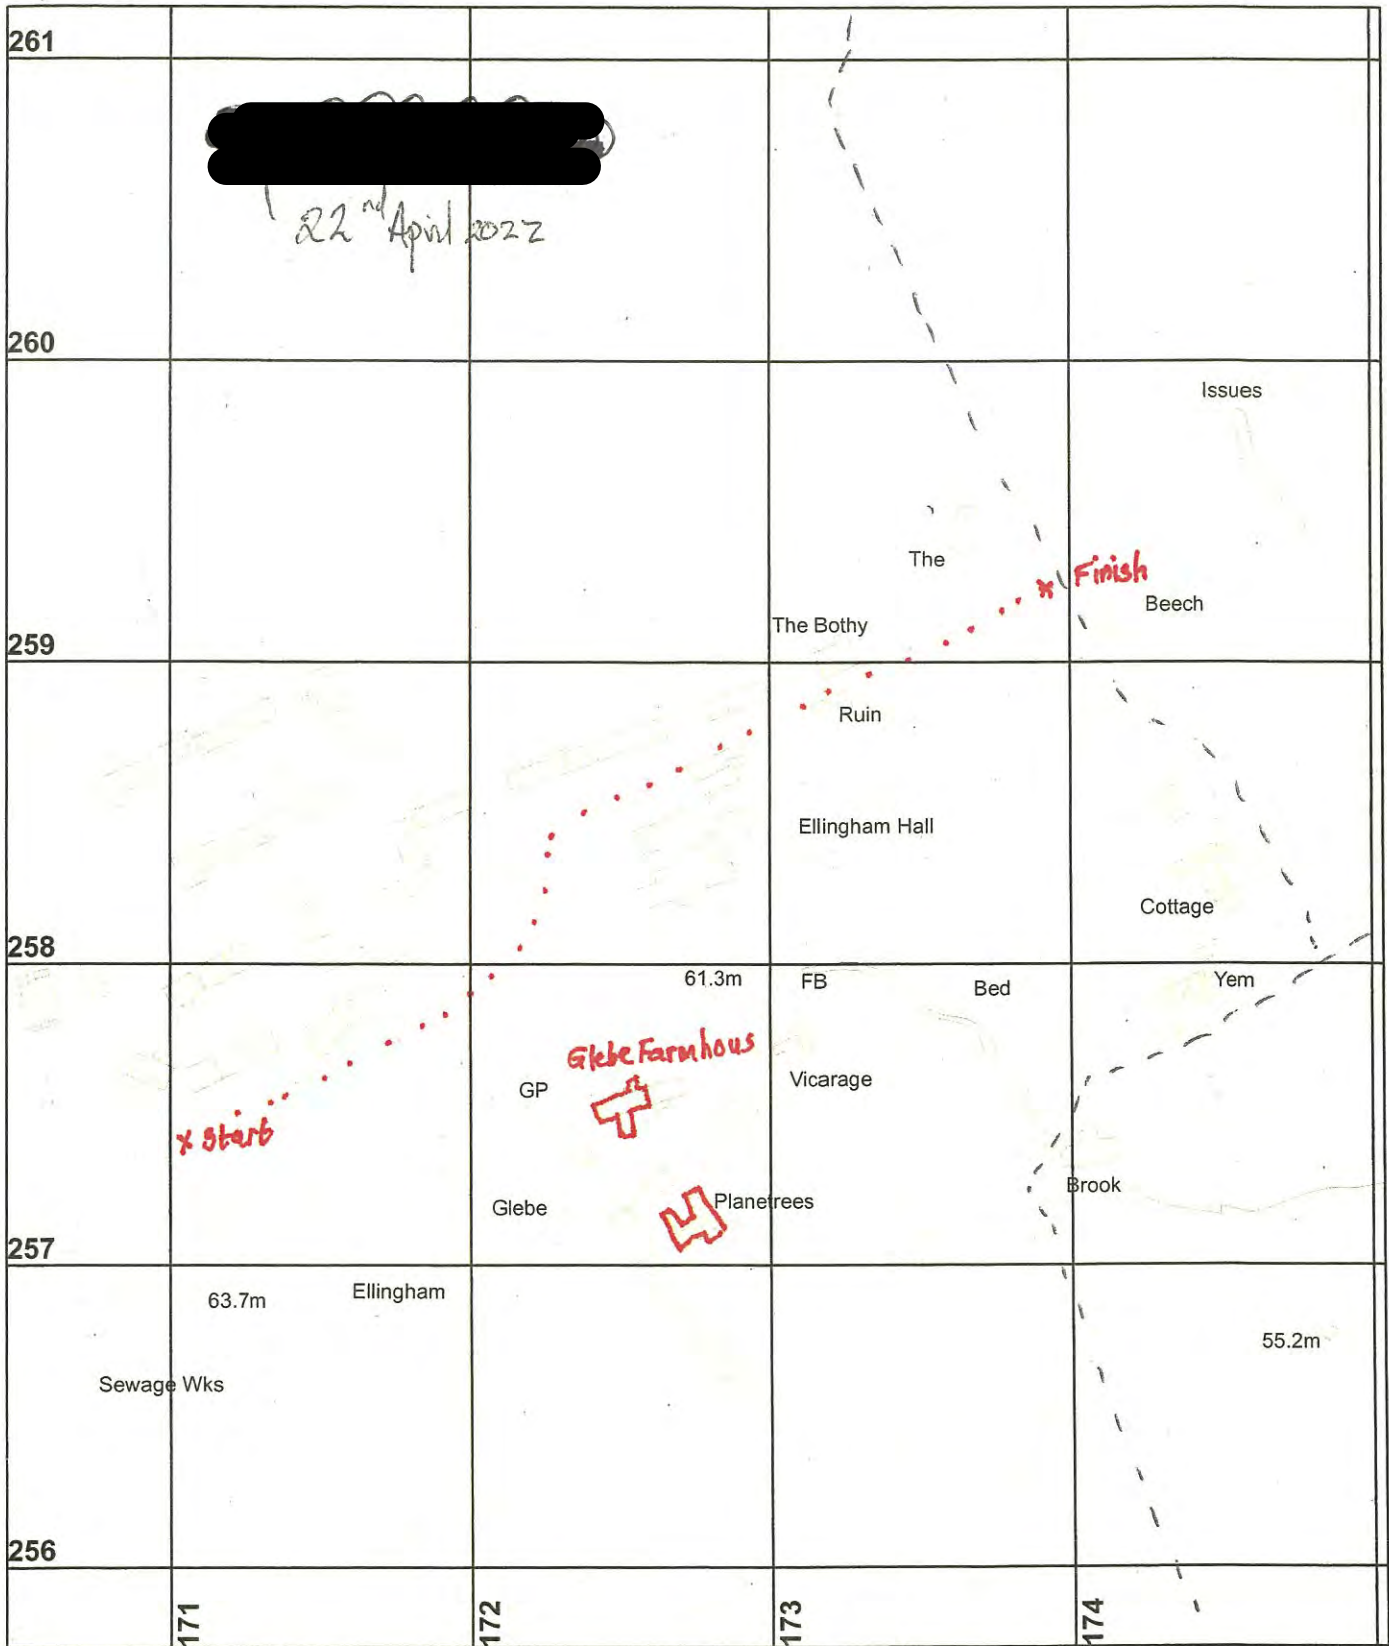 261
22nd April 2022
260
Issues
The
Finish
Beech
The Bothy
259
Ruin
Ellingham Hall
Cottage
258
61.3m
FB
Bed
Yem
Glebe Farmhous
GP
Vicarage
x Start
Brook
Glebe
Planetrees
257
63.7m
Ellingham
55.2m
Sewage Wks
256
171
172
173
174